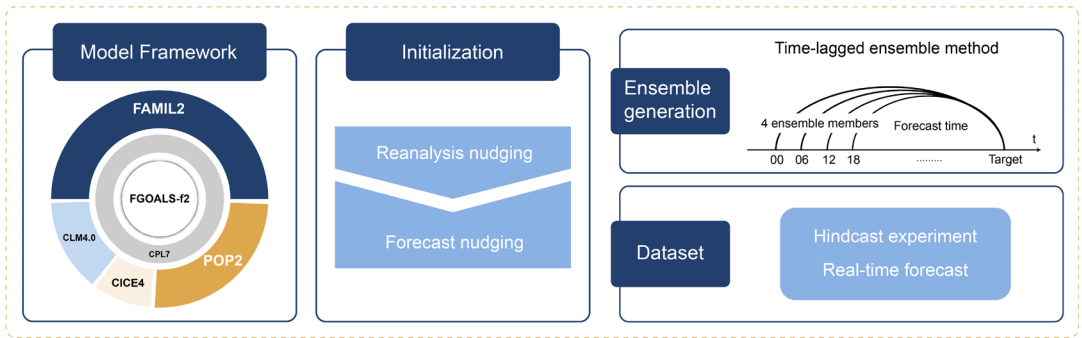 Model Framework
FAMIL2
FGOALS-f2
CLM4.0
CPL7
POP2
CICE4
Initialization
Reanalysis nudging
Forecast nudging
Ensemble
generation
Time-lagged ensemble method
4 ensemble members
Forecast time
t
00 06 12 18 ......... Target
Dataset
Hindcast experiment
Real-time forecast